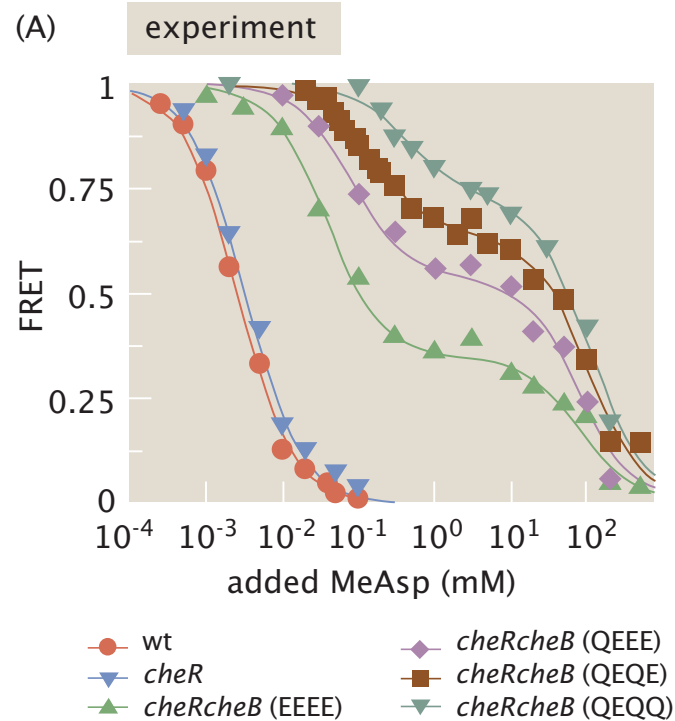 (A)
experiment
1
0.75
0.5
0.25
0
FRET
10⁻⁴ 10⁻³ 10⁻² 10⁻¹ 10⁰ 10¹ 10²
added MeAsp (mM)
wt
cheR
cheRcheB (EEEE)
cheRcheB (QEEE)
cheRcheB (QEQE)
cheRcheB (QEQQ)